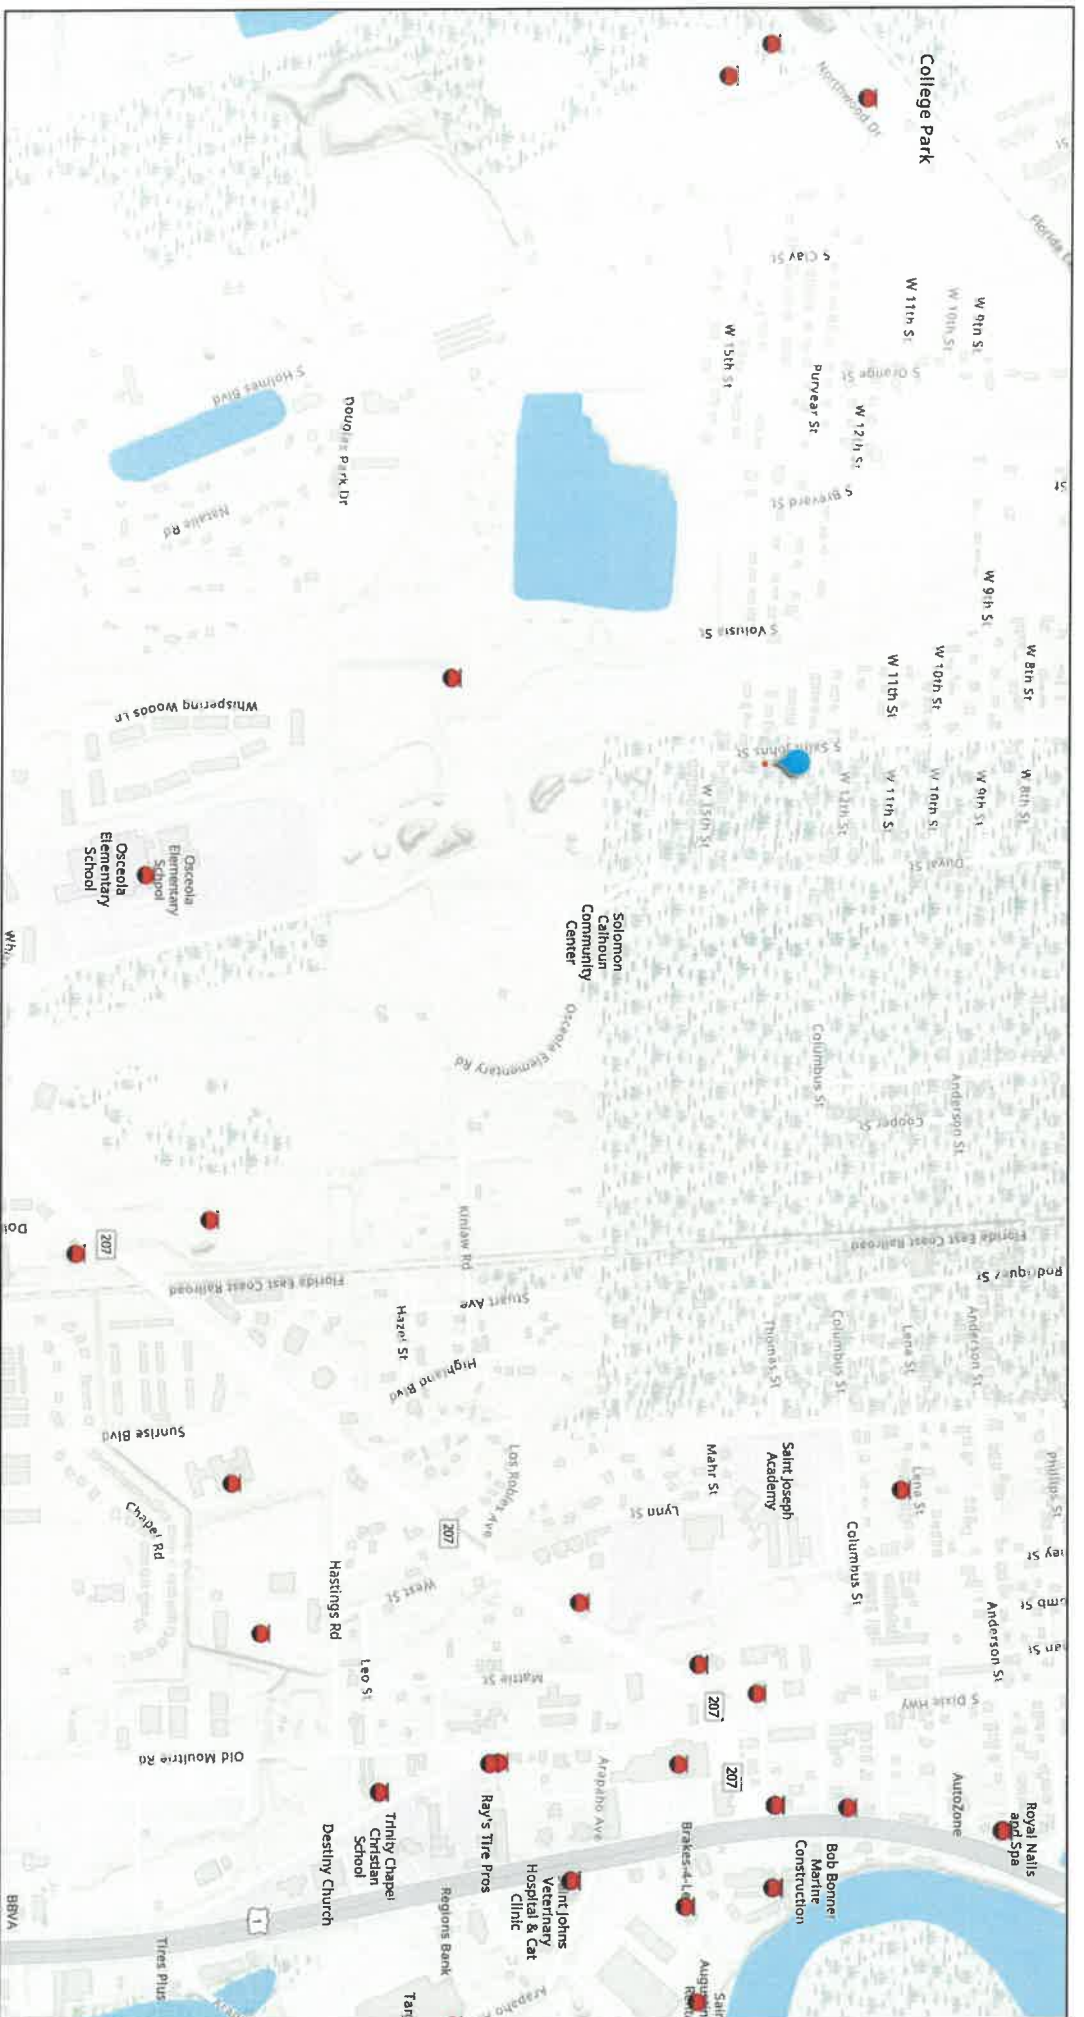 College Park
Northwood Dr
S Clay St
W 11th St
W 10th St
W 9th St
W 15th St
Puryear St
S Orange St
W 12th St
S Brevard St
St
S Holmes Blvd
Douglas Park Dr
Natalie Rd
W 9th St
S Volusia St
W 11th St
W 10th St
W 8th St
Whispering Woods Ln
S Saint Johns St
W 15th St
W 12th St
W 11th St
W 10th St
W 9th St
W 8th St
Duval St
Osceola
Elementary
School
Osceola
Elementary
School
Solomon
Calhoun
Community
Center
Osceola Elementary Rd
Columbus St
Anderson St
Cooper St
207
Kinlaw Rd
Florida East Coast Railroad
Florida East Coast Railroad
Rodriguez St
Stuart Ave
Hazel St
Highland Blvd
Thomas St
Columbus St
Lena St
Anderson St
Sunrise Blvd
Chapel Rd
Los Robles Ave
Mahr St
Saint Joseph
Academy
Lynn St
Lena St
Phillips St
207
Hastings Rd
West St
Columbus St
Anderson St
Leo St
Mattie St
207
S Dixie Hwy
Old Moultrie Rd
Arapaho Ave
207
AutoZone
Royal Nails
and Spa
Trinity Chapel
Christian
School
Destiny Church
Ray's Tire Pros
Bob Bonner
Marine
Construction
Veterinary
Hospital & Cat
Clinic
Regions Bank
1
BBVA
Tires Plus